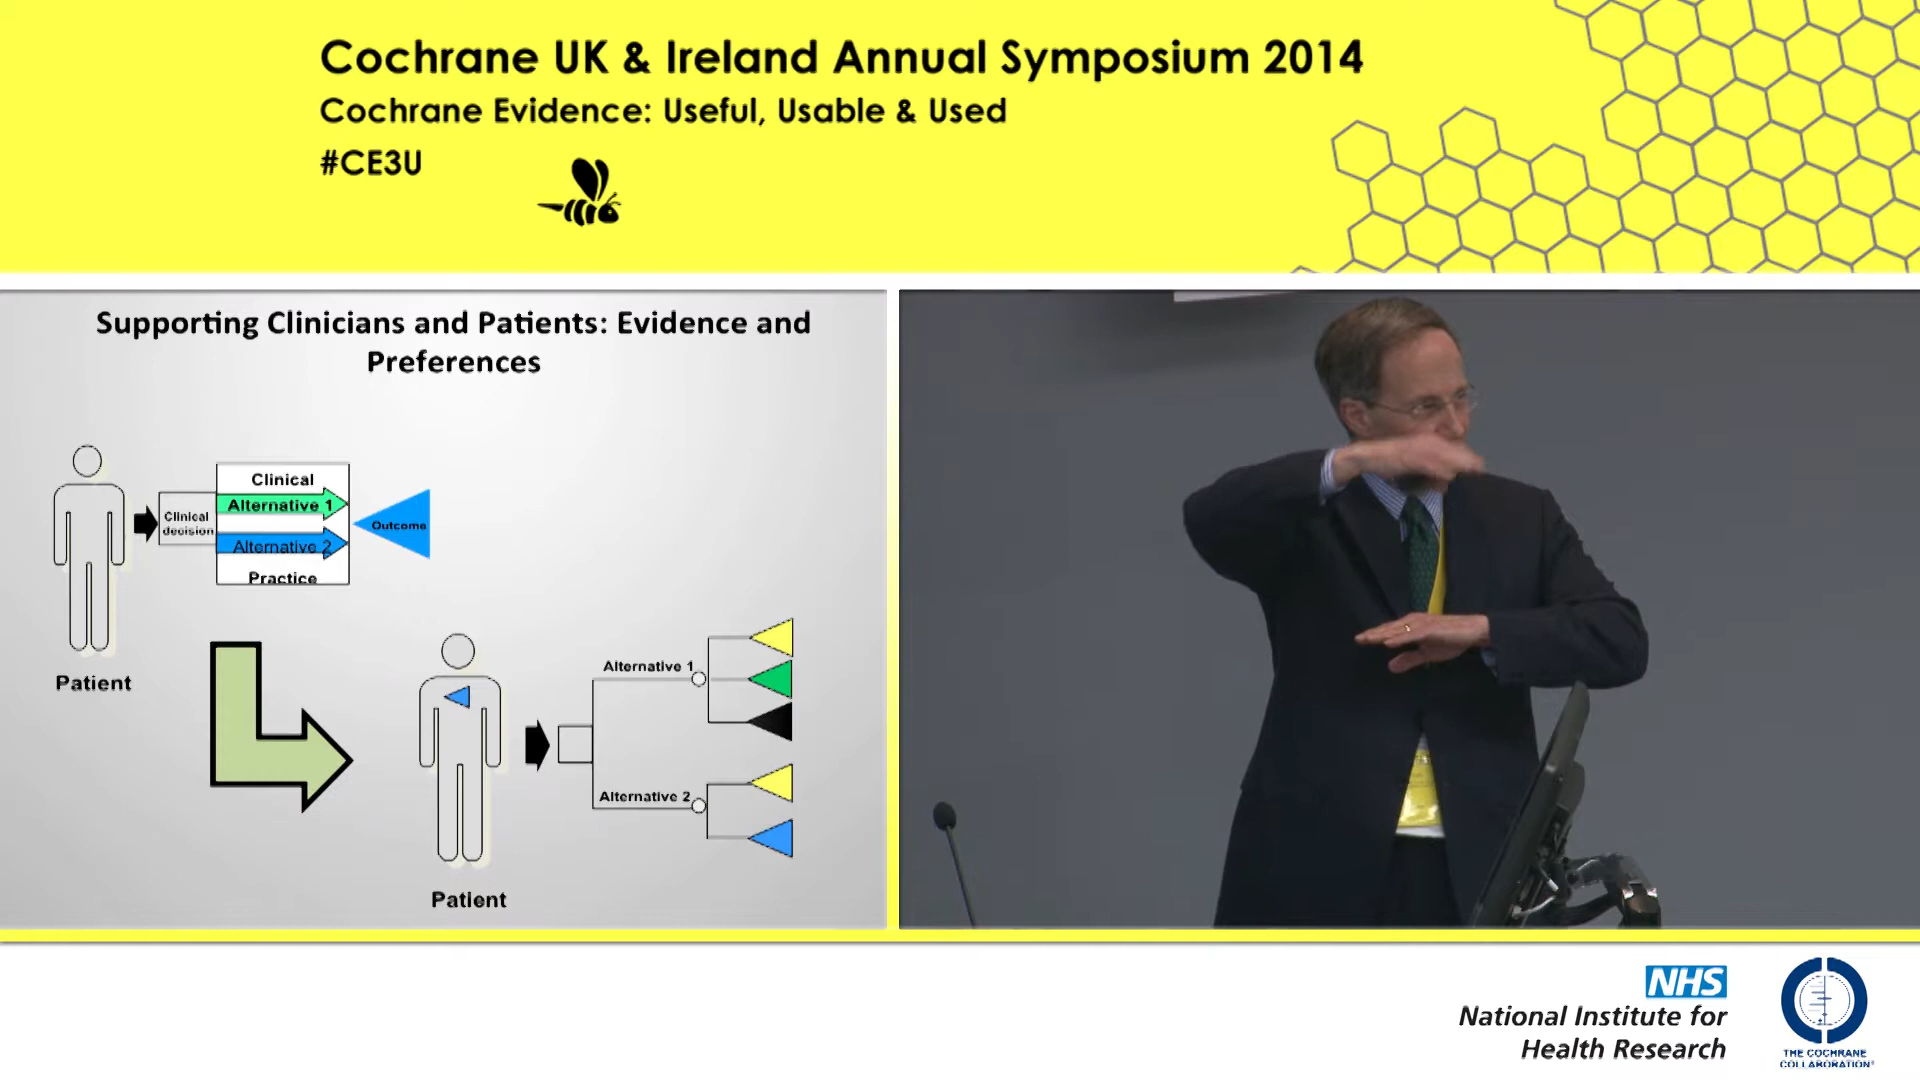 Cochrane UK & Ireland Annual Symposium 2014
Cochrane Evidence: Useful, Usable & Used
#CE3U
Supporting Clinicians and Patients: Evidence and
Preferences
Clinical
Alternative 1
Clinical
decision
Outcome
Alternative 2
Practice
Patient
Alternative 1
Alternative 2
Patient
NHS
National Institute for
Health Research
THE COCHRANE
COLLABORATION®